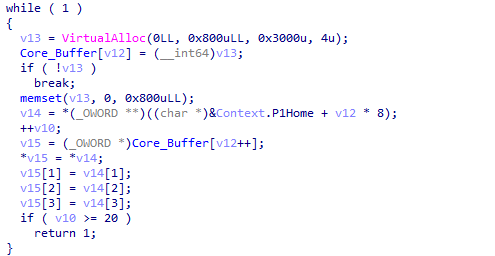 while ( 1 )
{
v13 = VirtualAlloc(0LL, 0x800uLL, 0x3000u, 4u);
Core_Buffer[v12] = (__int64)v13;
if ( !v13 )
break;
memset(v13, 0, 0x800uLL);
v14 = *(_OWORD **)((char *)&Context.P1Home + v12 * 8);
++v10;
v15 = (_OWORD *)Core_Buffer[v12++];
*v15 = *v14;
v15[1] = v14[1];
v15[2] = v14[2];
v15[3] = v14[3];
if ( v10 >= 20 )
return 1;
}